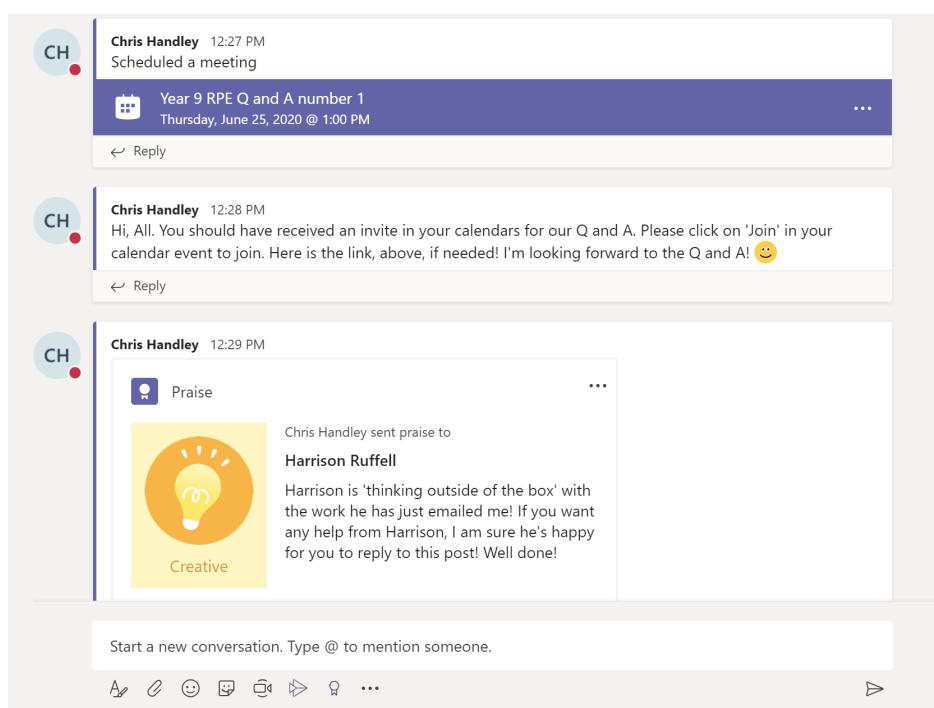 CH
Chris Handley 12:27 PM
Scheduled a meeting
Year 9 RPE Q and A number 1
Thursday, June 25, 2020 @ 1:00 PM
Reply
CH
Chris Handley 12:28 PM
Hi, All. You should have received an invite in your calendars for our Q and A. Please click on 'Join' in your
calendar event to join. Here is the link, above, if needed! I'm looking forward to the Q and A!
Reply
CH
Chris Handley 12:29 PM
Praise
Chris Handley sent praise to
Harrison Ruffell
Harrison is 'thinking outside of the box' with
the work he has just emailed me! If you want
any help from Harrison, I am sure he's happy
for you to reply to this post! Well done!
Creative
Start a new conversation. Type @ to mention someone.